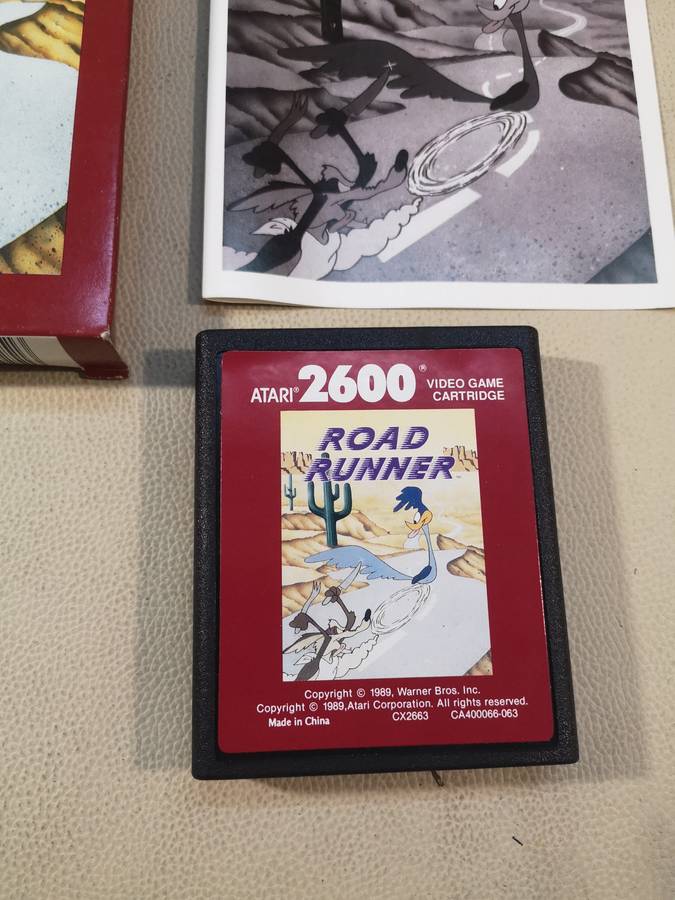 ATARI® 2600® VIDEO GAME
CARTRIDGE
ROAD
RUNNER™
Copyright © 1989, Warner Bros. Inc.
Copyright © 1989,Atari Corporation. All rights reserved.
Made in China CX2663 CA400066-063